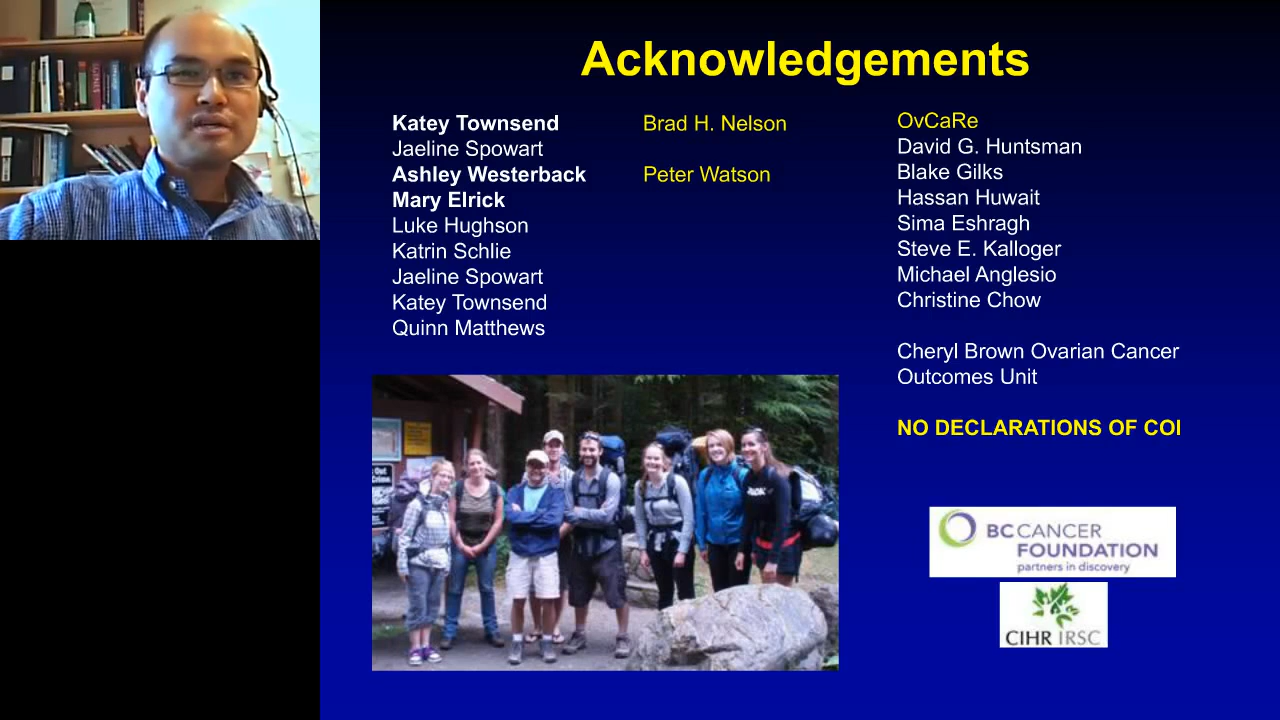 Acknowledgements
Katey Townsend
Jaeline Spowart
Ashley Westerback
Mary Elrick
Luke Hughson
Katrin Schlie
Jaeline Spowart
Katey Townsend
Quinn Matthews
Brad H. Nelson
Peter Watson
OvCaRe
David G. Huntsman
Blake Gilks
Hassan Huwait
Sima Eshragh
Steve E. Kalloger
Michael Anglesio
Christine Chow
Cheryl Brown Ovarian Cancer
Outcomes Unit
NO DECLARATIONS OF COI
BC CANCER
FOUNDATION
partners in discovery
CIHR IRSC